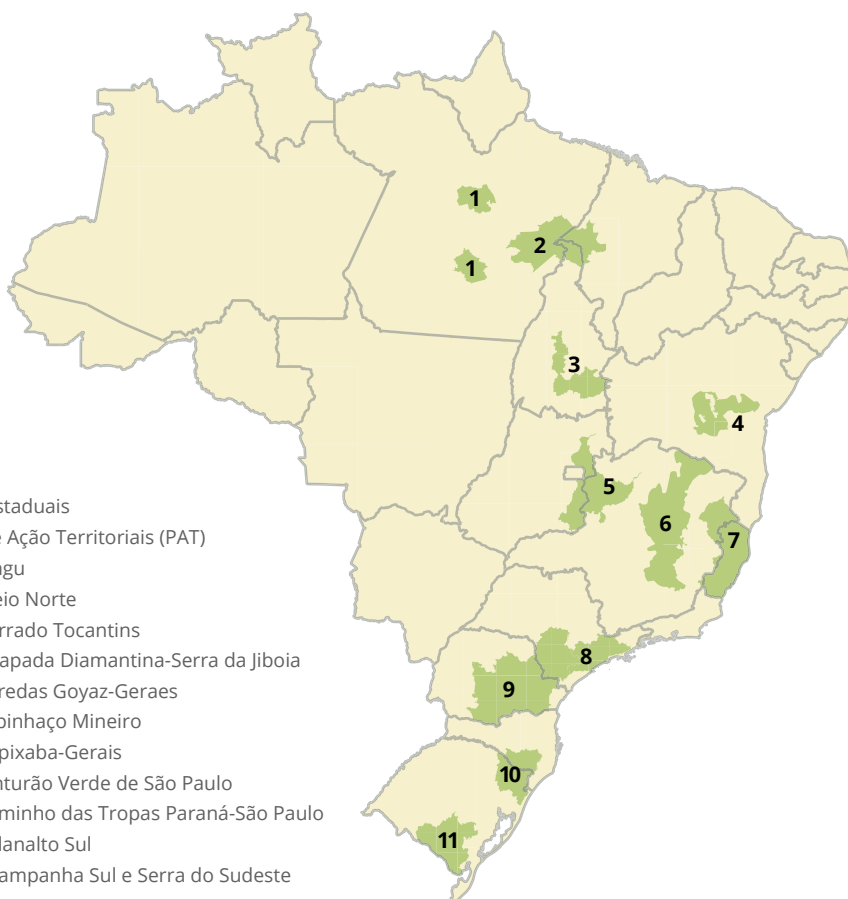 1
2
1
3
4
5
6
7
8
9
10
11
staduais
e Ação Territoriais (PAT)
ngu
eio Norte
rrado Tocantins
apada Diamantina-Serra da Jiboia
redas Goyaz-Geraes
pinhaço Mineiro
pixaba-Gerais
nturão Verde de São Paulo
minho das Tropas Paraná-São Paulo
lanalto Sul
ampanha Sul e Serra do Sudeste